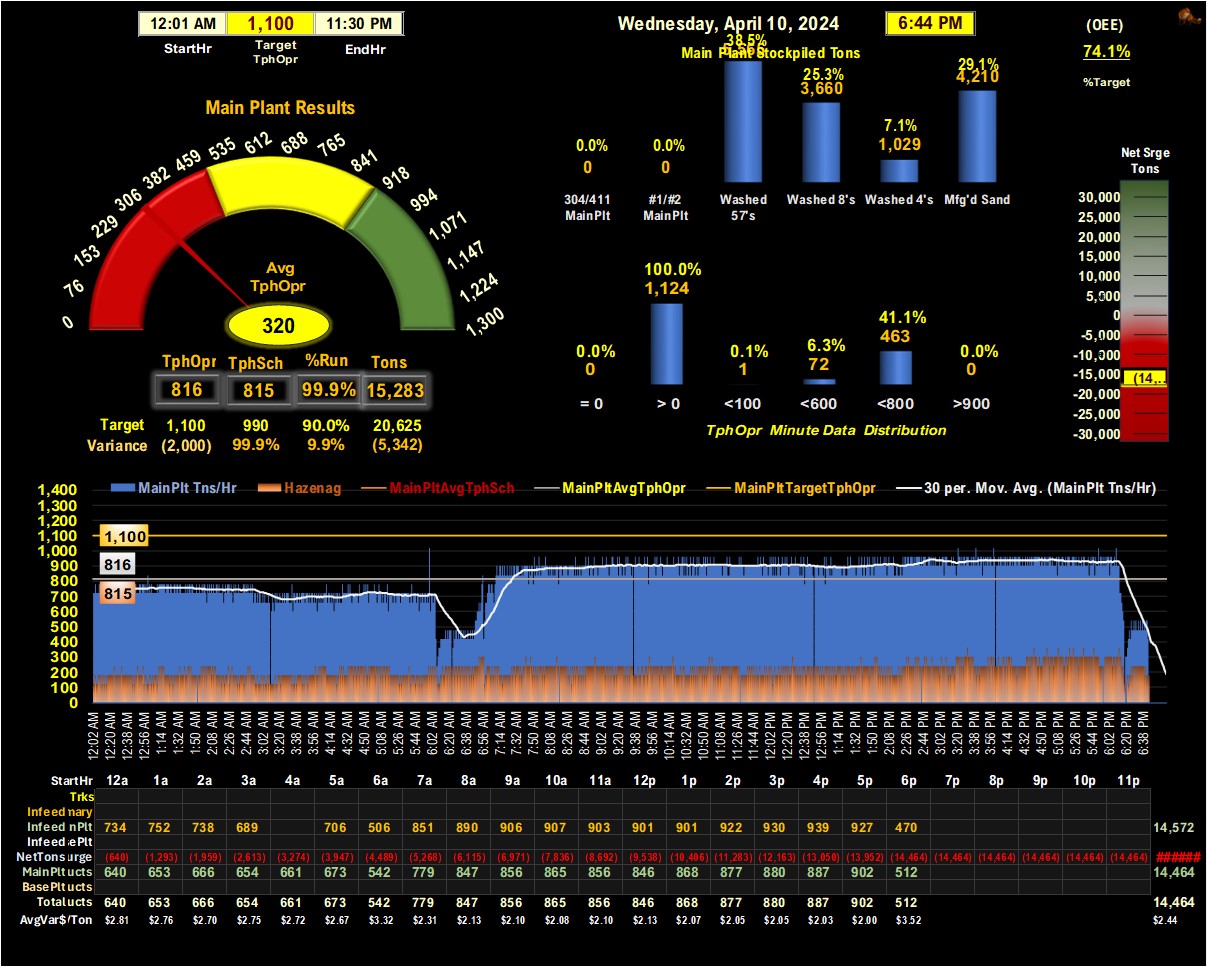 12:01 AM 1,100 11:30 PM
StartHr Target TphOpr EndHr
Wednesday, April 10, 2024
6:44 PM
(OEE)
74.1%
%Target
Main Plant Stockpiled Tons
38.5%
25.3%
3,660
29.1%
4,210
0.0% 0.0% 7.1%
0 0 1,029
304/411 MainPlt #1/#2 MainPlt Washed 57's Washed 8's Washed 4's Mfg'd Sand
Main Plant Results
0 76 153 229 306 382 459 535 612 688 765 841 918 994 1,071 1,147 1,224 1,300
Avg
TphOpr
320
TphOpr TphSch %Run Tons
816 815 99.9% 15,283
Target 1,100 990 90.0% 20,625
Variance (2,000) 99.9% 9.9% (5,342)
0.0% 100.0% 0.1% 6.3% 41.1% 0.0%
0 1,124 1 72 463 0
= 0 > 0 <100 <600 <800 >900
TphOpr Minute Data Distribution
Net Srge
Tons
30,000
25,000
20,000
15,000
10,000
5,000
0
-5,000
-10,000
-15,000
(14...
-20,000
-25,000
-30,000
MainPlt Tns/Hr Hazenag MainPltAvgTphSch MainPltAvgTphOpr MainPltTargetTphOpr 30 per. Mov. Avg. (MainPlt Tns/Hr)
1,400
1,300
1,200
1,100
1,000
900
800
700
600
500
400
300
200
100
0
1,100
816
815
12:02 AM 12:20 AM 12:38 AM 12:56 AM 1:14 AM 1:32 AM 1:50 AM 2:08 AM 2:26 AM 2:44 AM 3:02 AM 3:20 AM 3:38 AM 3:56 AM 4:14 AM 4:32 AM 4:50 AM 5:08 AM 5:26 AM 5:44 AM 6:02 AM 6:20 AM 6:38 AM 6:56 AM 7:14 AM 7:32 AM 7:50 AM 8:08 AM 8:26 AM 8:44 AM 9:02 AM 9:20 AM 9:38 AM 9:56 AM 10:14 AM 10:32 AM 10:50 AM 11:08 AM 11:26 AM 11:44 AM 12:02 PM 12:20 PM 12:38 PM 12:56 PM 1:14 PM 1:32 PM 1:50 PM 2:08 PM 2:26 PM 2:44 PM 3:02 PM 3:20 PM 3:38 PM 3:56 PM 4:14 PM 4:32 PM 4:50 PM 5:08 PM 5:26 PM 5:44 PM 6:02 PM 6:20 PM 6:38 PM
StartHr 12a 1a 2a 3a 4a 5a 6a 7a 8a 9a 10a 11a 12p 1p 2p 3p 4p 5p 6p 7p 8p 9p 10p 11p
Trks
Infeed mary
Infeed nPlt 734 752 738 689 706 506 851 890 906 907 903 901 901 922 930 939 927 470 14,572
Infeed ePlt
NetTons urge (640) (1,293) (1,959) (2,613) (3,274) (3,947) (4,489) (5,268) (6,115) (6,971) (7,836) (8,692) (9,538) (10,406) (11,283) (12,163) (13,050) (13,952) (14,464) (14,464) (14,464) (14,464) (14,464) (14,464) ######
MainPlt ucts 640 653 666 654 661 673 542 779 847 856 865 856 846 868 877 880 887 902 512 14,464
BasePlt ucts
Total ucts 640 653 666 654 661 673 542 779 847 856 865 856 846 868 877 880 887 902 512 14,464
AvgVar$/Ton $2.81 $2.76 $2.70 $2.75 $2.72 $2.67 $3.32 $2.31 $2.13 $2.10 $2.08 $2.10 $2.13 $2.07 $2.05 $2.05 $2.03 $2.00 $3.52 $2.44